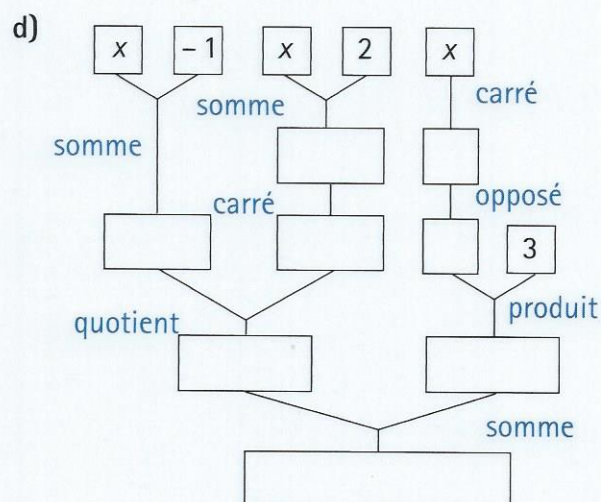 d)
x – 1 x 2 x
carré
somme
somme
opposé
carré
3
produit
quotient
somme